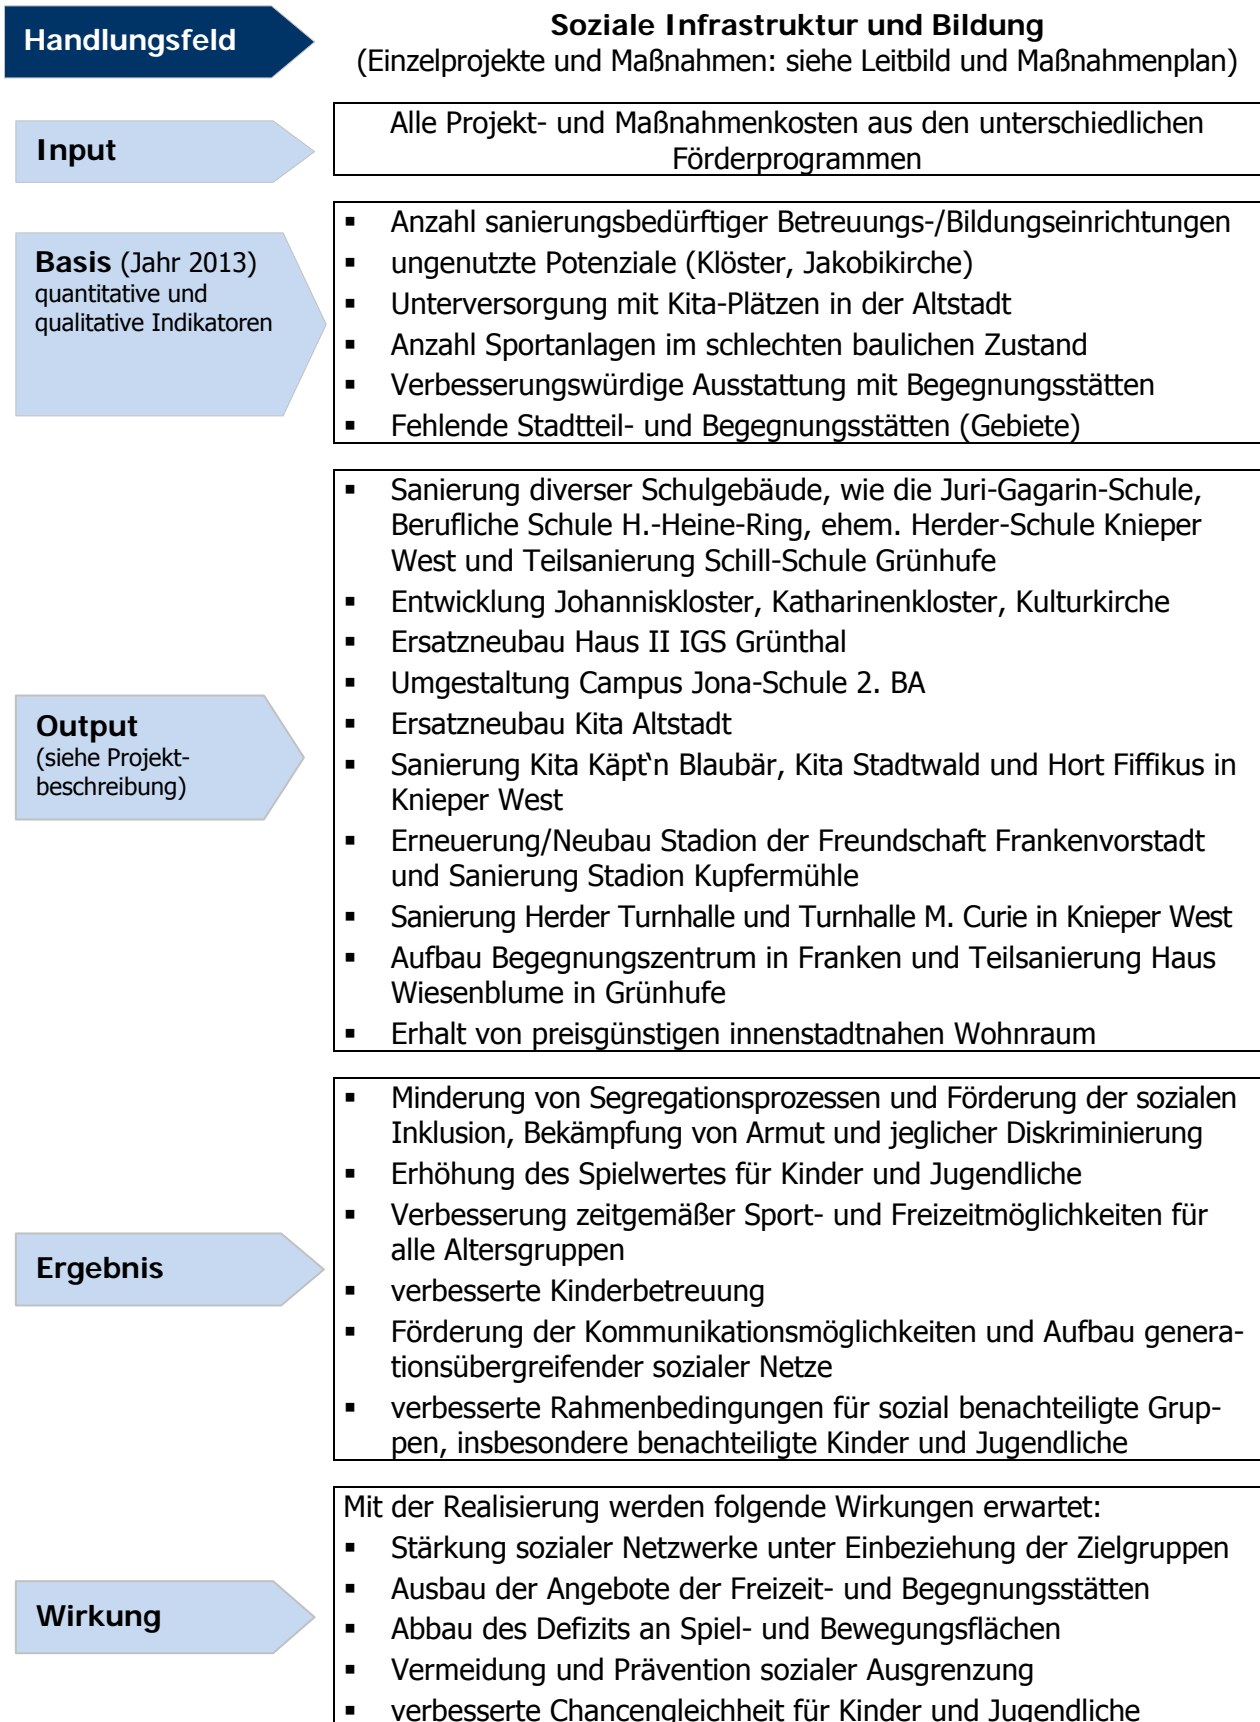 Handlungsfeld
Soziale Infrastruktur und Bildung
(Einzelprojekte und Maßnahmen: siehe Leitbild und Maßnahmenplan)
Input
Alle Projekt- und Maßnahmenkosten aus den unterschiedlichen
Förderprogrammen
Basis (Jahr 2013)
quantitative und
qualitative Indikatoren
▪ Anzahl sanierungsbedürftiger Betreuungs-/Bildungseinrichtungen
▪ ungenutzte Potenziale (Klöster, Jakobikirche)
▪ Unterversorgung mit Kita-Plätzen in der Altstadt
▪ Anzahl Sportanlagen im schlechten baulichen Zustand
▪ Verbesserungswürdige Ausstattung mit Begegnungsstätten
▪ Fehlende Stadtteil- und Begegnungsstätten (Gebiete)
Output
(siehe Projekt-
beschreibung)
▪ Sanierung diverser Schulgebäude, wie die Juri-Gagarin-Schule,
Berufliche Schule H.-Heine-Ring, ehem. Herder-Schule Knieper
West und Teilsanierung Schill-Schule Grünhufe
▪ Entwicklung Johanniskloster, Katharinenkloster, Kulturkirche
▪ Ersatzneubau Haus II IGS Grünthal
▪ Umgestaltung Campus Jona-Schule 2. BA
▪ Ersatzneubau Kita Altstadt
▪ Sanierung Kita Käpt‘n Blaubär, Kita Stadtwald und Hort Fiffikus in
Knieper West
▪ Erneuerung/Neubau Stadion der Freundschaft Frankenvorstadt
und Sanierung Stadion Kupfermühle
▪ Sanierung Herder Turnhalle und Turnhalle M. Curie in Knieper West
▪ Aufbau Begegnungszentrum in Franken und Teilsanierung Haus
Wiesenblume in Grünhufe
▪ Erhalt von preisgünstigen innenstadtnahen Wohnraum
Ergebnis
▪ Minderung von Segregationsprozessen und Förderung der sozialen
Inklusion, Bekämpfung von Armut und jeglicher Diskriminierung
▪ Erhöhung des Spielwertes für Kinder und Jugendliche
▪ Verbesserung zeitgemäßer Sport- und Freizeitmöglichkeiten für
alle Altersgruppen
▪ verbesserte Kinderbetreuung
▪ Förderung der Kommunikationsmöglichkeiten und Aufbau genera-
tionsübergreifender sozialer Netze
▪ verbesserte Rahmenbedingungen für sozial benachteiligte Grup-
pen, insbesondere benachteiligte Kinder und Jugendliche
Wirkung
Mit der Realisierung werden folgende Wirkungen erwartet:
▪ Stärkung sozialer Netzwerke unter Einbeziehung der Zielgruppen
▪ Ausbau der Angebote der Freizeit- und Begegnungsstätten
▪ Abbau des Defizits an Spiel- und Bewegungsflächen
▪ Vermeidung und Prävention sozialer Ausgrenzung
▪ verbesserte Chancengleichheit für Kinder und Jugendliche